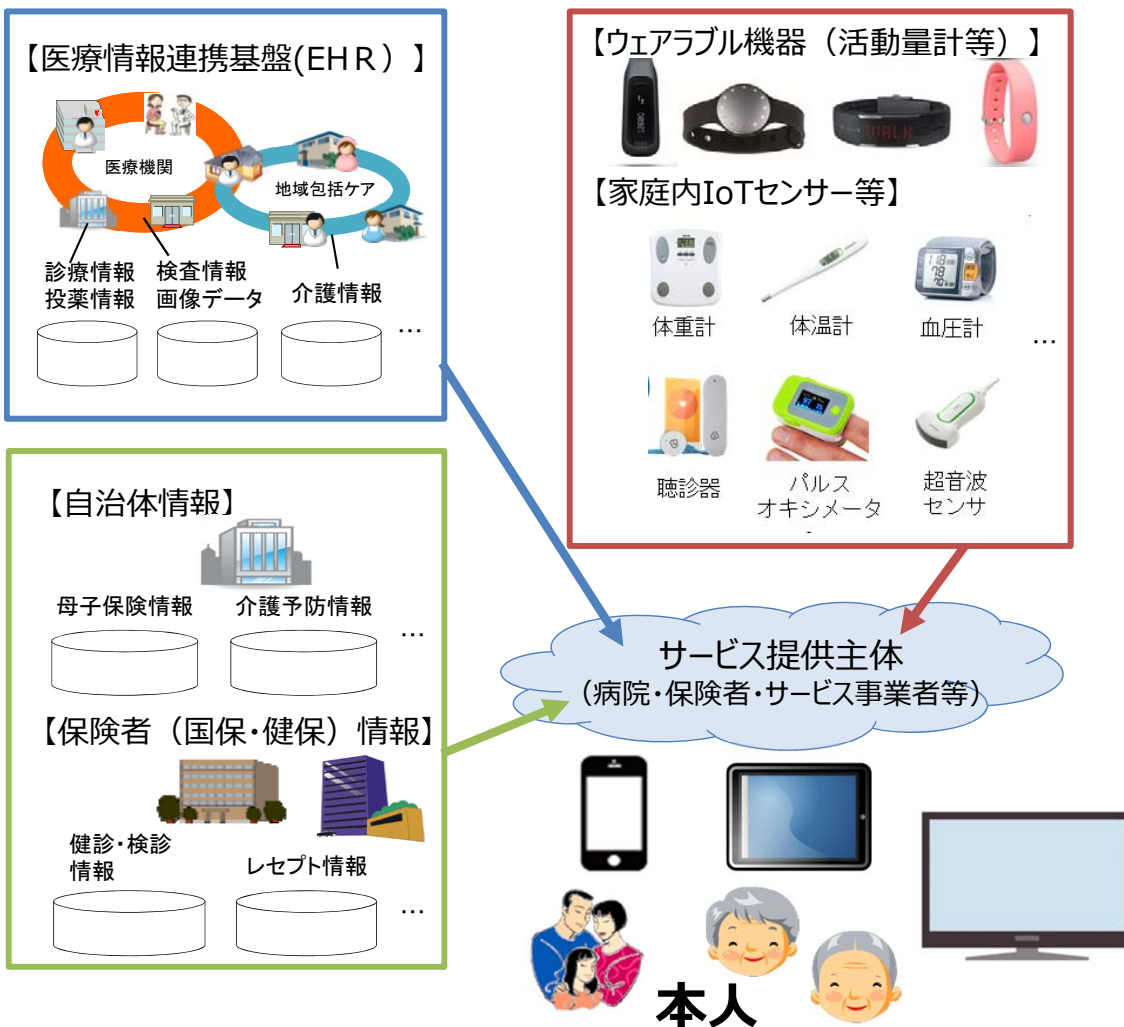 【医療情報連携基盤(EHR）】
医療機関
地域包括ケア
診療情報
投薬情報
検査情報
画像データ
介護情報
…
【ウェアラブル機器（活動量計等）】
WALK
【家庭内IoTセンサー等】
体重計
体温計
血圧計
…
聴診器
パルス
オキシメータ
超音波
センサ
【自治体情報】
母子保険情報
介護予防情報
…
【保険者（国保・健保）情報】
健診・検診
情報
レセプト情報
…
サービス提供主体
（病院・保険者・サービス事業者等）
本人